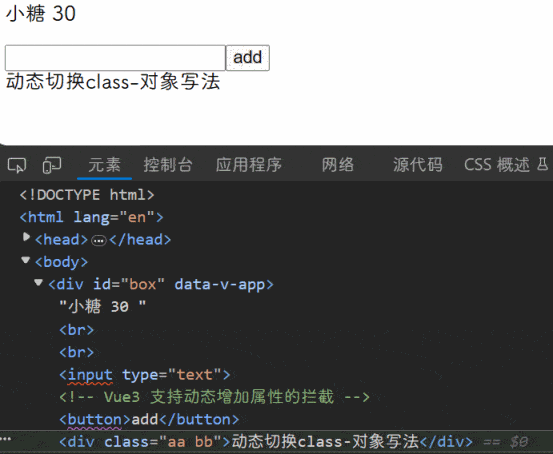 小糖 30
add
动态切换class-对象写法
元素 控制台 应用程序 网络 源代码 CSS 概述
<!DOCTYPE html>
<html lang="en">
<head>…</head>
<body>
<div id="box" data-v-app>
"小糖 30 "
<br>
<br>
<input type="text">
<!-- Vue3 支持动态增加属性的拦截 -->
<button>add</button>
… <div class="aa bb">动态切换class-对象写法</div> == $0